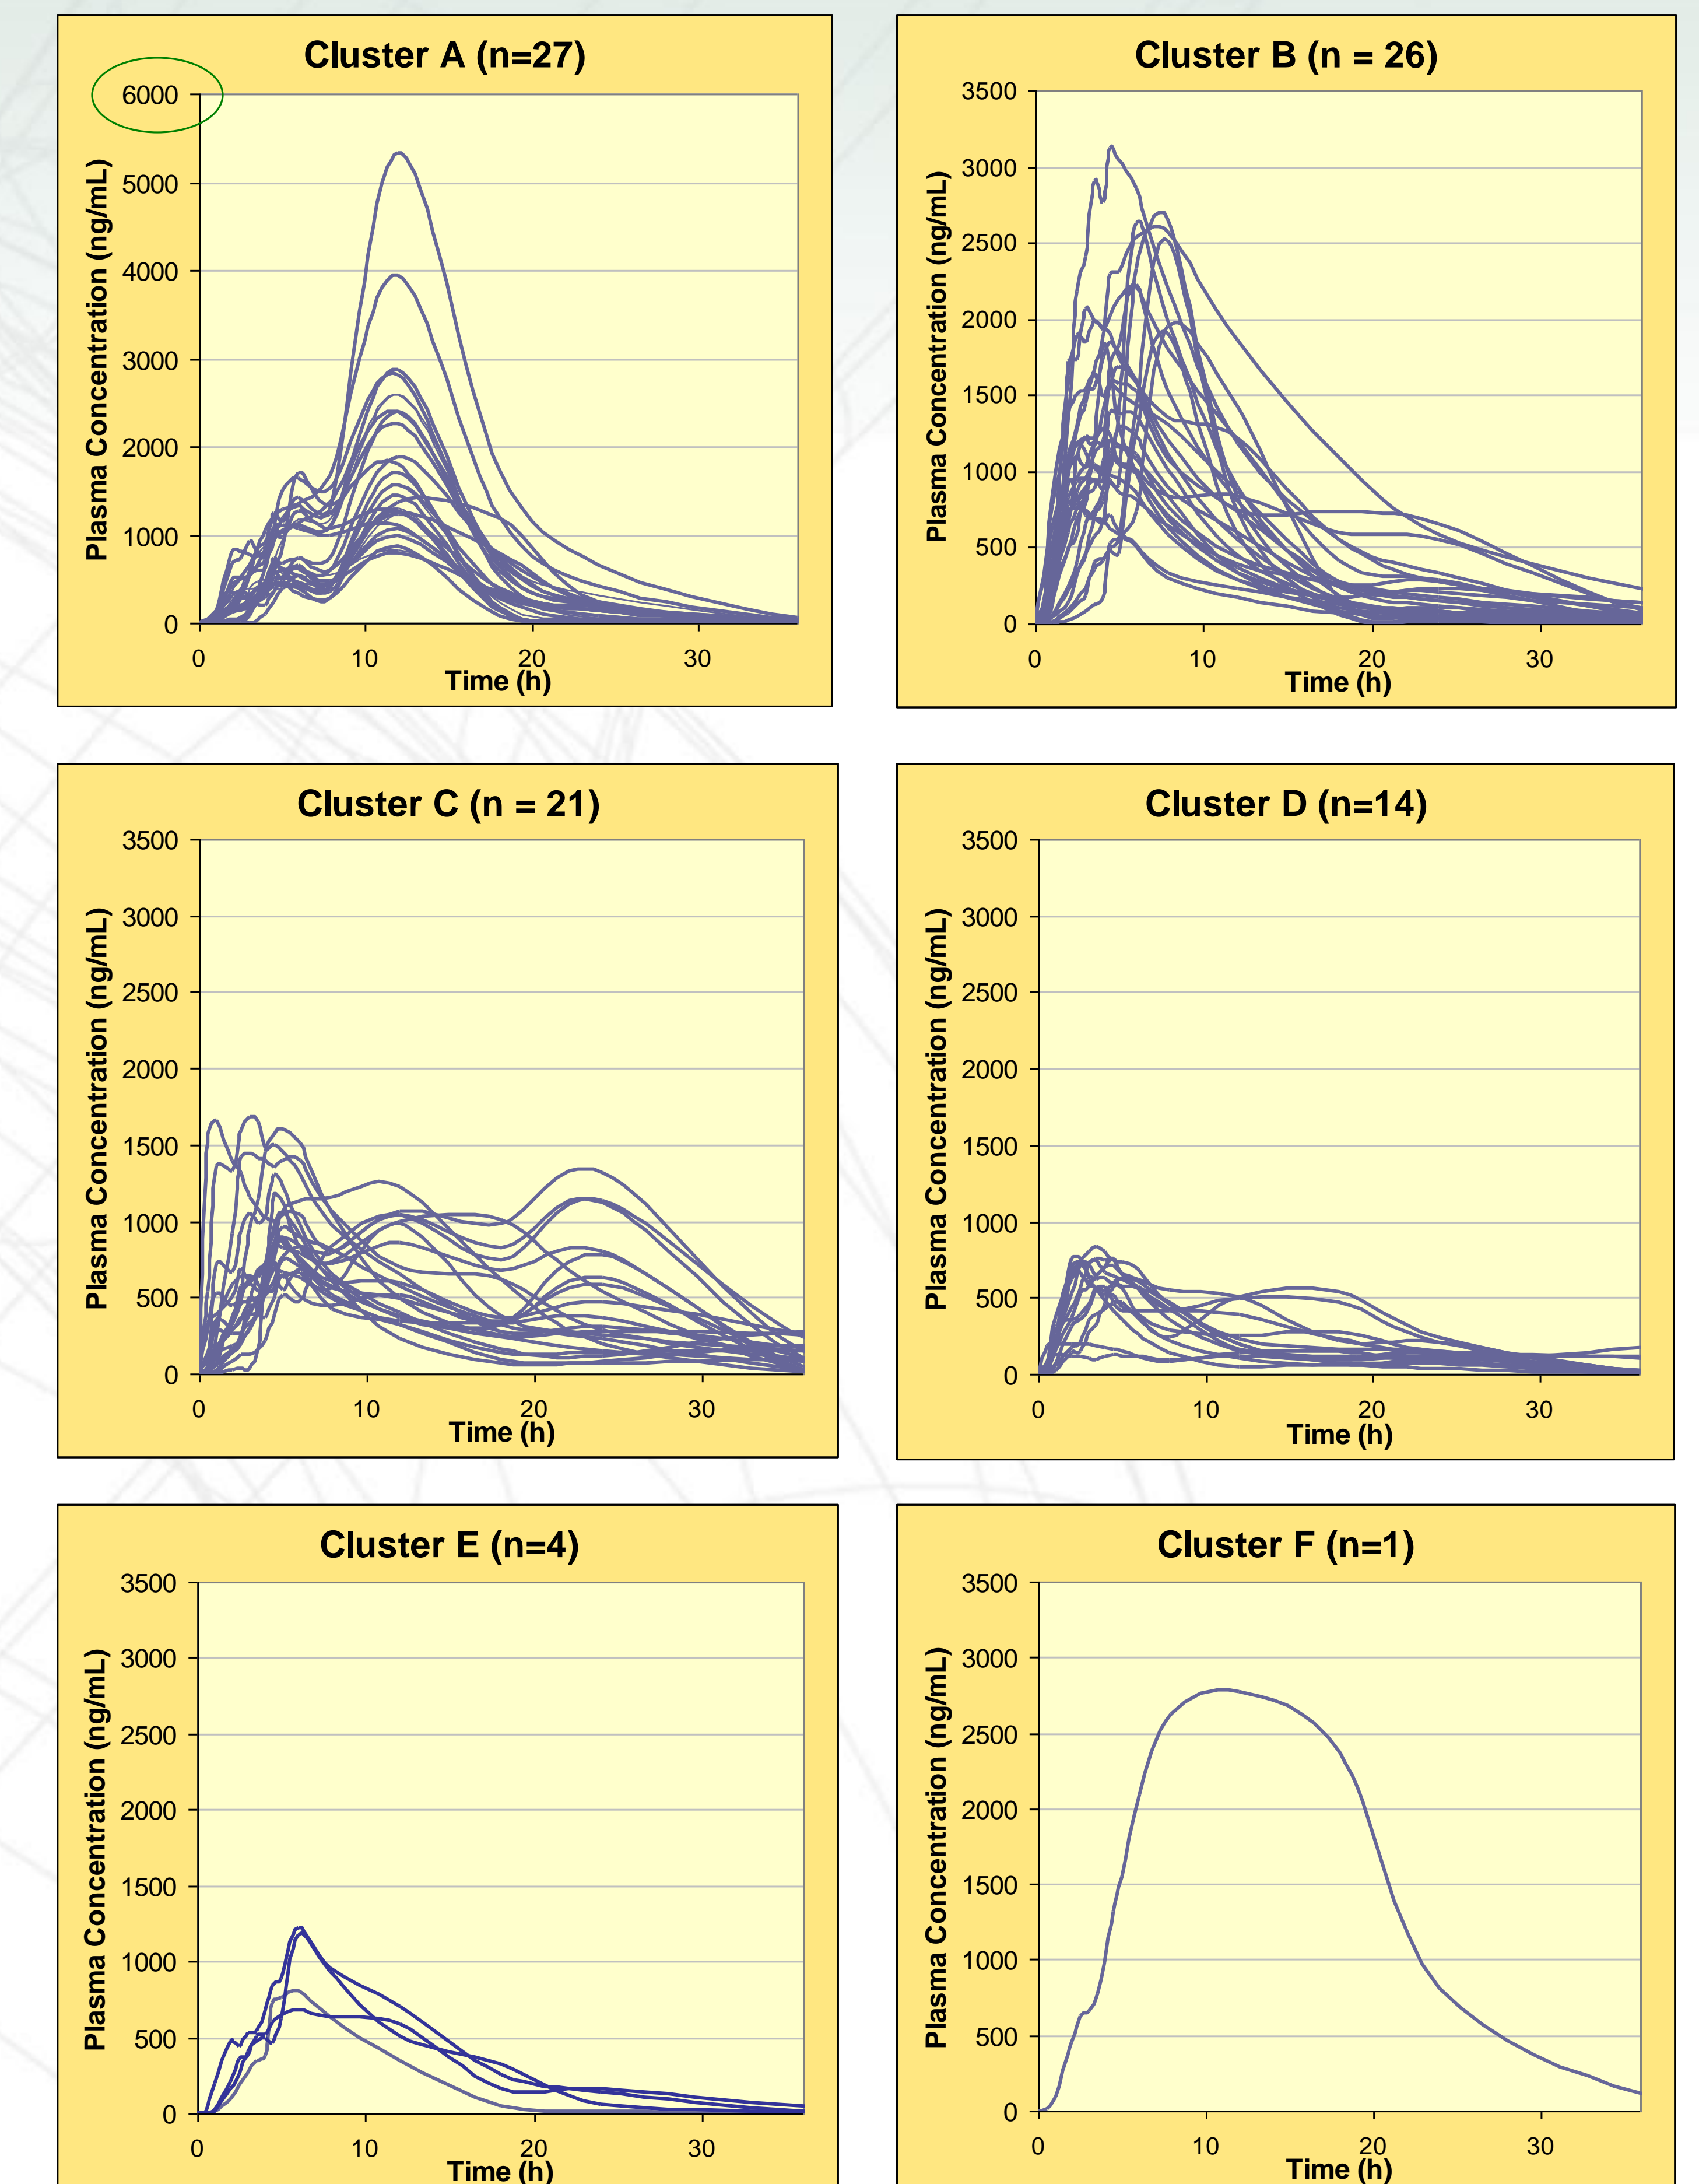 Cluster A (n=27)
6000
5000
4000
3000
2000
1000
0
Plasma Concentration (ng/mL)
0 10 20 30
Time (h)
Cluster B (n = 26)
3500
3000
2500
2000
1500
1000
500
0
Plasma Concentration (ng/mL)
0 10 20 30
Time (h)
Cluster C (n = 21)
3500
3000
2500
2000
1500
1000
500
0
Plasma Concentration (ng/mL)
0 10 20 30
Time (h)
Cluster D (n=14)
3500
3000
2500
2000
1500
1000
500
0
Plasma Concentration (ng/mL)
0 10 20 30
Time (h)
Cluster E (n=4)
3500
3000
2500
2000
1500
1000
500
0
Plasma Concentration (ng/mL)
0 10 20 30
Time (h)
Cluster F (n=1)
3500
3000
2500
2000
1500
1000
500
0
Plasma Concentration (ng/mL)
0 10 20 30
Time (h)